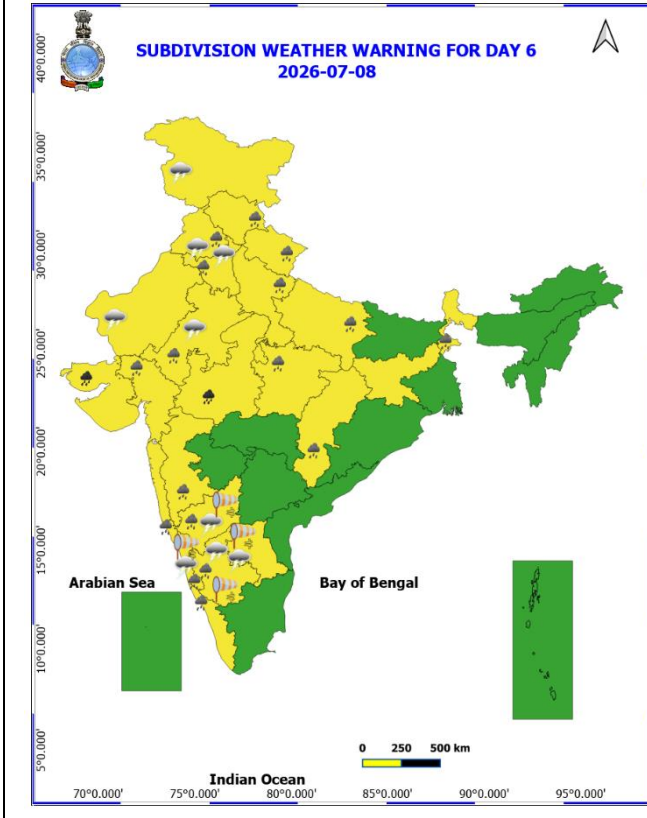 SUBDIVISION WEATHER WARNING FOR DAY 6
2026-07-08
40°0.000'
35°0.000'
30°0.000'
25°0.000'
20°0.000'
15°0.000'
10°0.000'
5°0.000'
Arabian Sea
Bay of Bengal
0 250 500 km
Indian Ocean
70°0.000' 75°0.000' 80°0.000' 85°0.000' 90°0.000' 95°0.000'